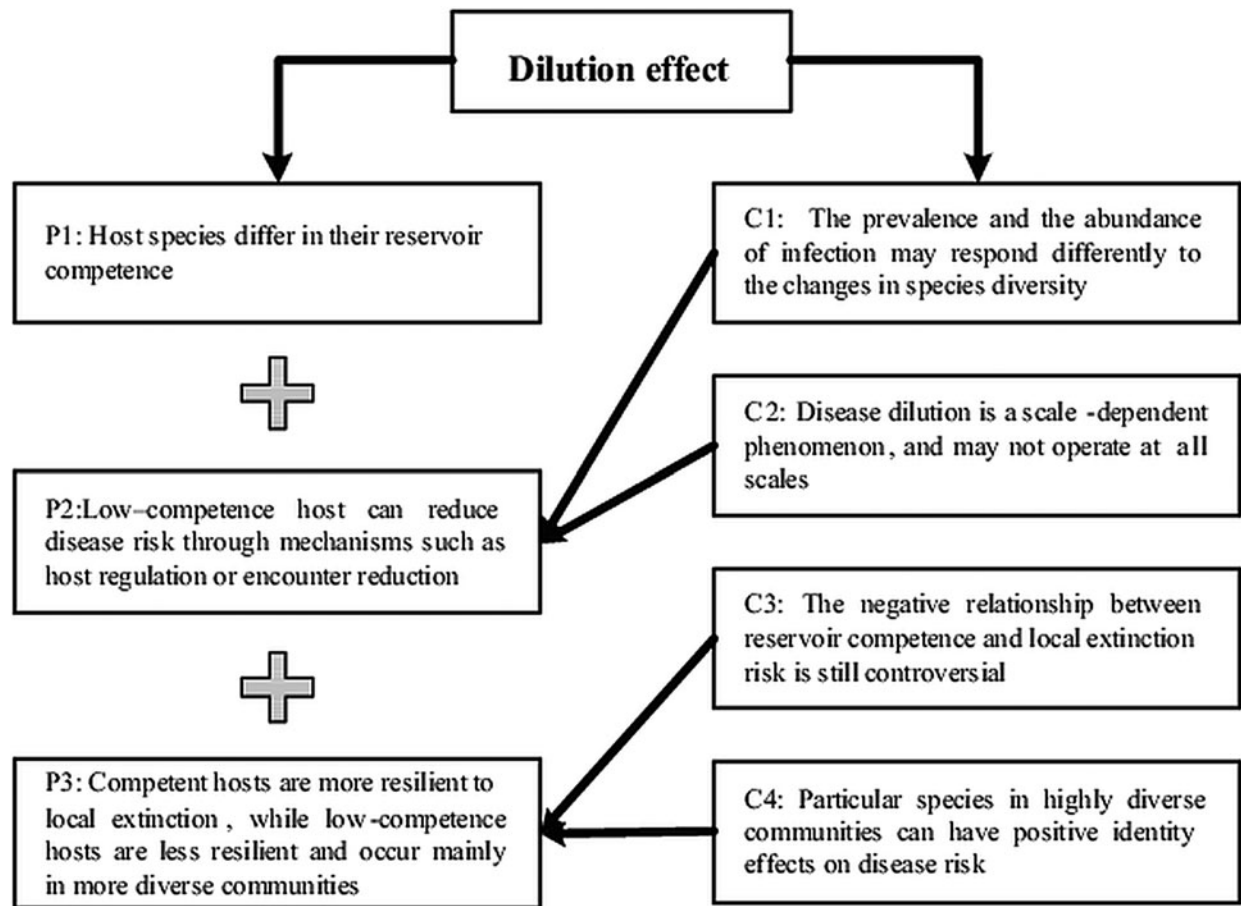 Dilution effect
P1: Host species differ in their reservoir
competence
P2:Low–competence host can reduce
disease risk through mechanisms such as
host regulation or encounter reduction
P3: Competent hosts are more resilient to
local extinction , while low-competence
hosts are less resilient and occur mainly
in more diverse communities
C1: The prevalence and the abundance
of infection may respond differently to
the changes in species diversity
C2: Disease dilution is a scale -dependent
phenomenon, and may not operate at all
scales
C3: The negative relationship between
reservoir competence and local extinction
risk is still controversial
C4: Particular species in highly diverse
communities can have positive identity
effects on disease risk